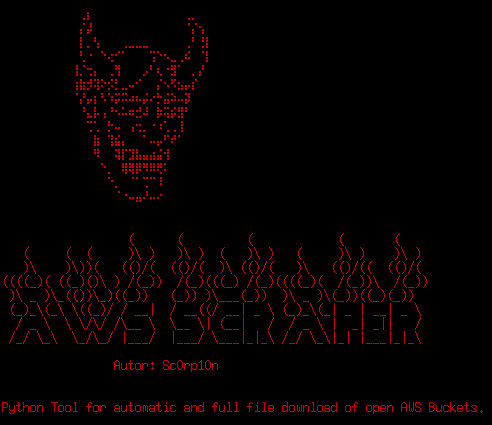 AWS SCRAPER
Autor: Sc0rp10n
Python Tool for automatic and full file download of open AWS Buckets.